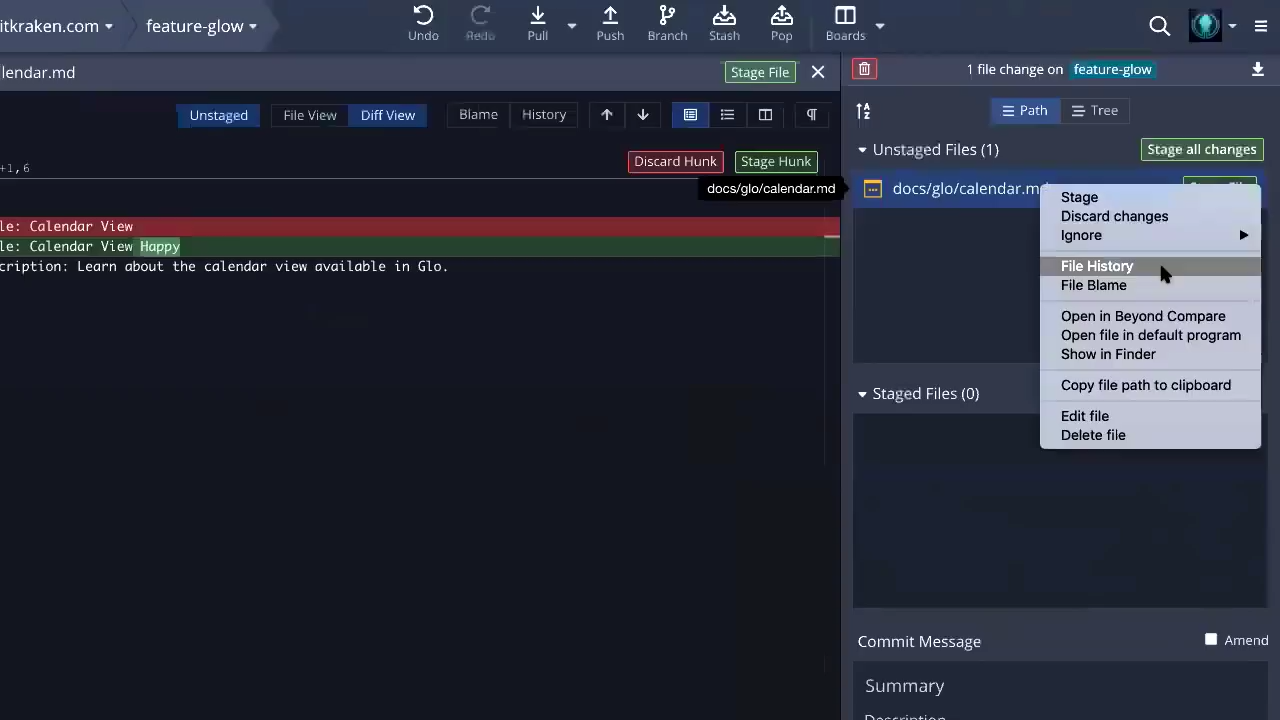 itkraken.com
feature-glow
Undo
Redo
Pull
Push
Branch
Stash
Pop
Boards
lendar.md
Stage File
1 file change on feature-glow
Unstaged
File View
Diff View
Blame
History
Path
Tree
Unstaged Files (1)
Stage all changes
+1,6
Discard Hunk
Stage Hunk
docs/glo/calendar.md
docs/glo/calendar.md
le: Calendar View
le: Calendar View Happy
cription: Learn about the calendar view available in Glo.
Stage
Discard changes
Ignore
File History
File Blame
Open in Beyond Compare
Open file in default program
Show in Finder
Copy file path to clipboard
Edit file
Delete file
Staged Files (0)
Commit Message
Amend
Summary
Description